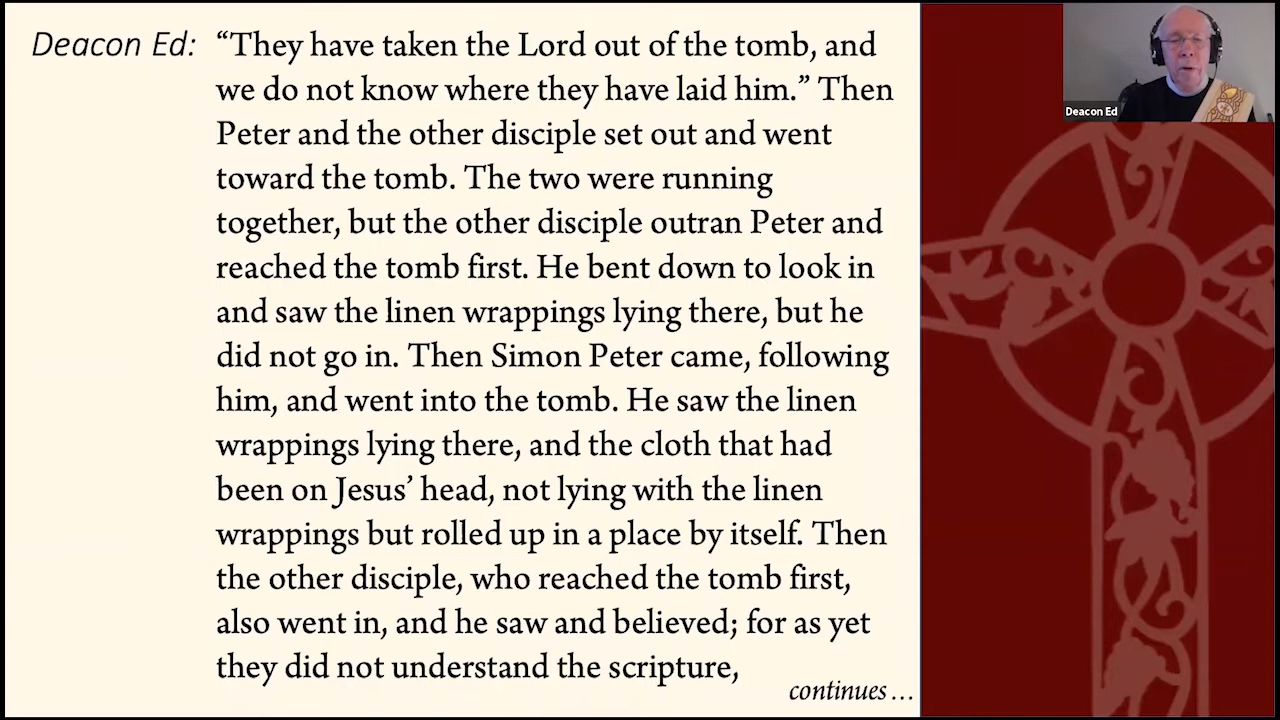 Deacon Ed: “They have taken the Lord out of the tomb, and
we do not know where they have laid him.” Then
Peter and the other disciple set out and went
toward the tomb. The two were running
together, but the other disciple outran Peter and
reached the tomb first. He bent down to look in
and saw the linen wrappings lying there, but he
did not go in. Then Simon Peter came, following
him, and went into the tomb. He saw the linen
wrappings lying there, and the cloth that had
been on Jesus’ head, not lying with the linen
wrappings but rolled up in a place by itself. Then
the other disciple, who reached the tomb first,
also went in, and he saw and believed; for as yet
they did not understand the scripture,
continues…
Deacon Ed